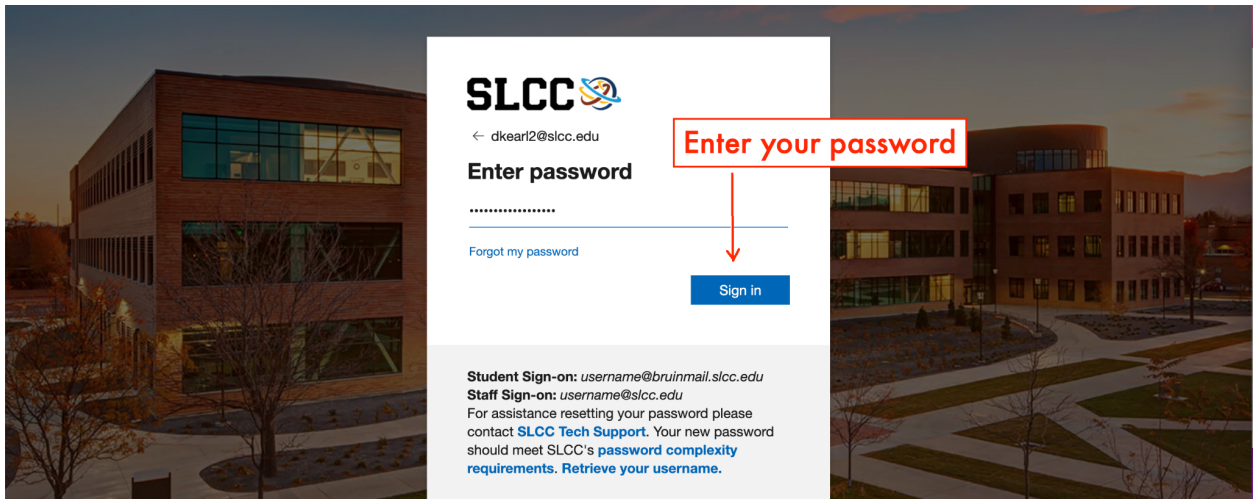 SLCC
← dkearl2@slcc.edu
Enter your password
Enter password
••••••••••••••••••
Forgot my password
Sign in
Student Sign-on: username@bruinmail.slcc.edu
Staff Sign-on: username@slcc.edu
For assistance resetting your password please
contact SLCC Tech Support. Your new password
should meet SLCC's password complexity
requirements. Retrieve your username.